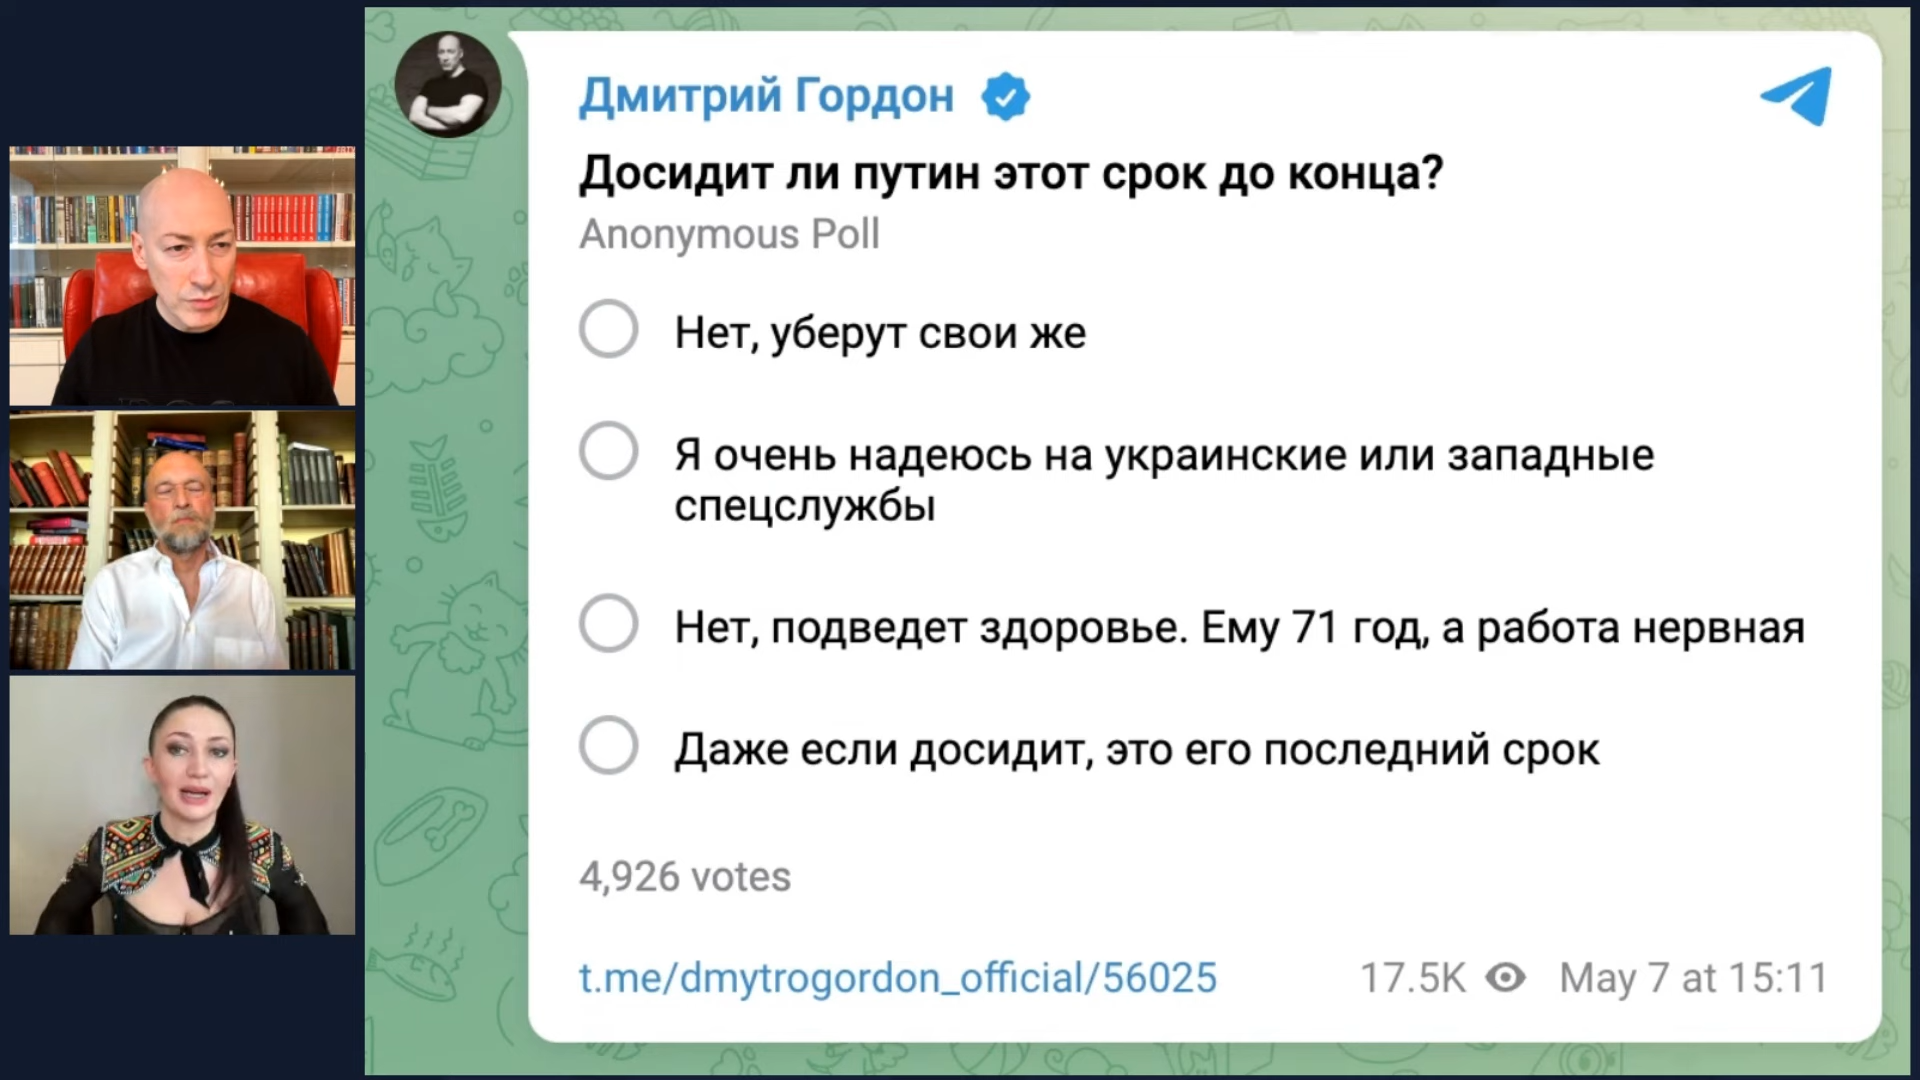 Дмитрий Гордон
Досидит ли путин этот срок до конца?
Anonymous Poll
Нет, уберут свои же
Я очень надеюсь на украинские или западные
спецслужбы
Нет, подведет здоровье. Ему 71 год, а работа нервная
Даже если досидит, это его последний срок
4,926 votes
t.me/dmytrogordon_official/56025
17.5K May 7 at 15:11